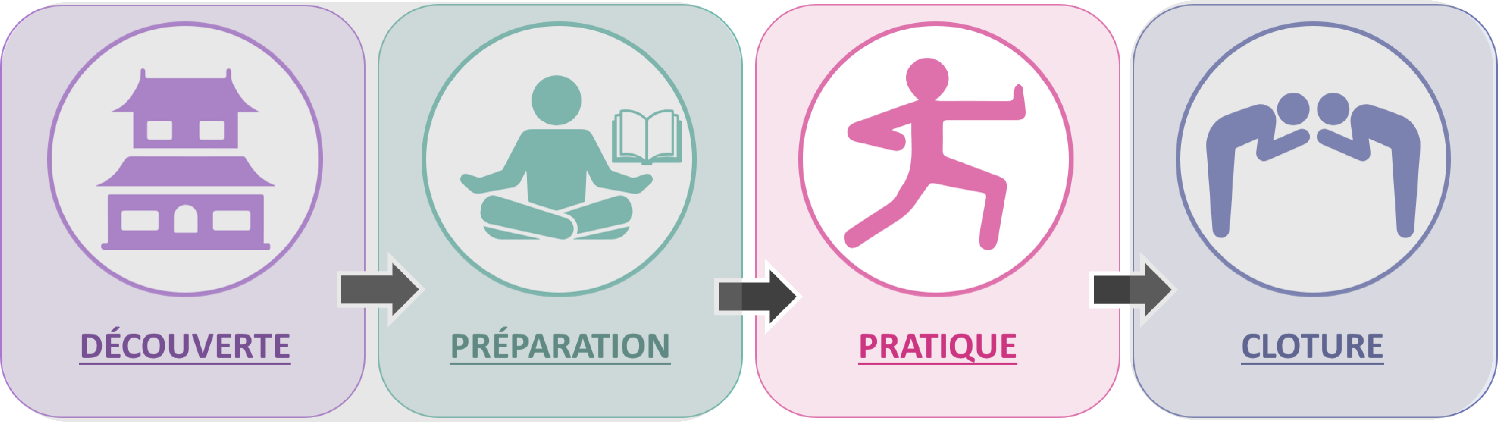 DÉCOUVERTE
PRÉPARATION
PRATIQUE
CLOTURE